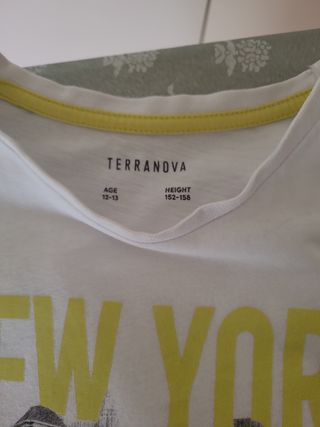 TERRANOVA
AGE HEIGHT
12-13 152-158
EW YOR